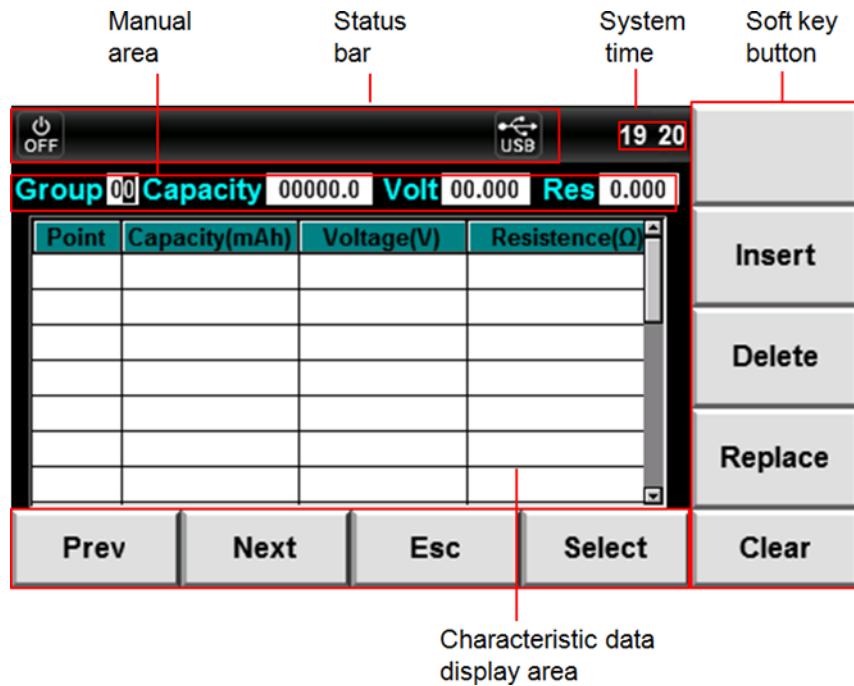 Manual area
Status bar
System time
Soft key button
OFF
USB
19 20
Group 00 Capacity 00000.0 Volt 00.000 Res 0.000
Point Capacity(mAh) Voltage(V) Resistence(Ω)
Insert
Delete
Replace
Prev Next Esc Select Clear
Characteristic data
display area